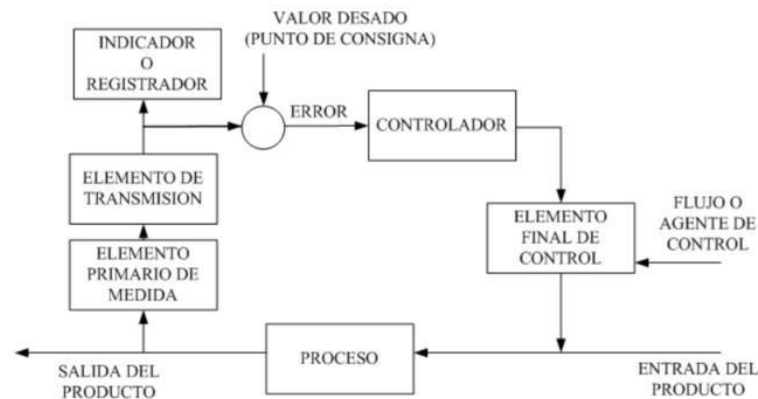 VALOR DESADO
(PUNTO DE CONSIGNA)
INDICADOR
O
REGISTRADOR
ERROR
CONTROLADOR
ELEMENTO DE
TRANSMISION
ELEMENTO
FINAL DE
CONTROL
FLUJO O
AGENTE DE
CONTROL
ELEMENTO
PRIMARIO DE
MEDIDA
PROCESO
SALIDA DEL
PRODUCTO
ENTRADA DEL
PRODUCTO